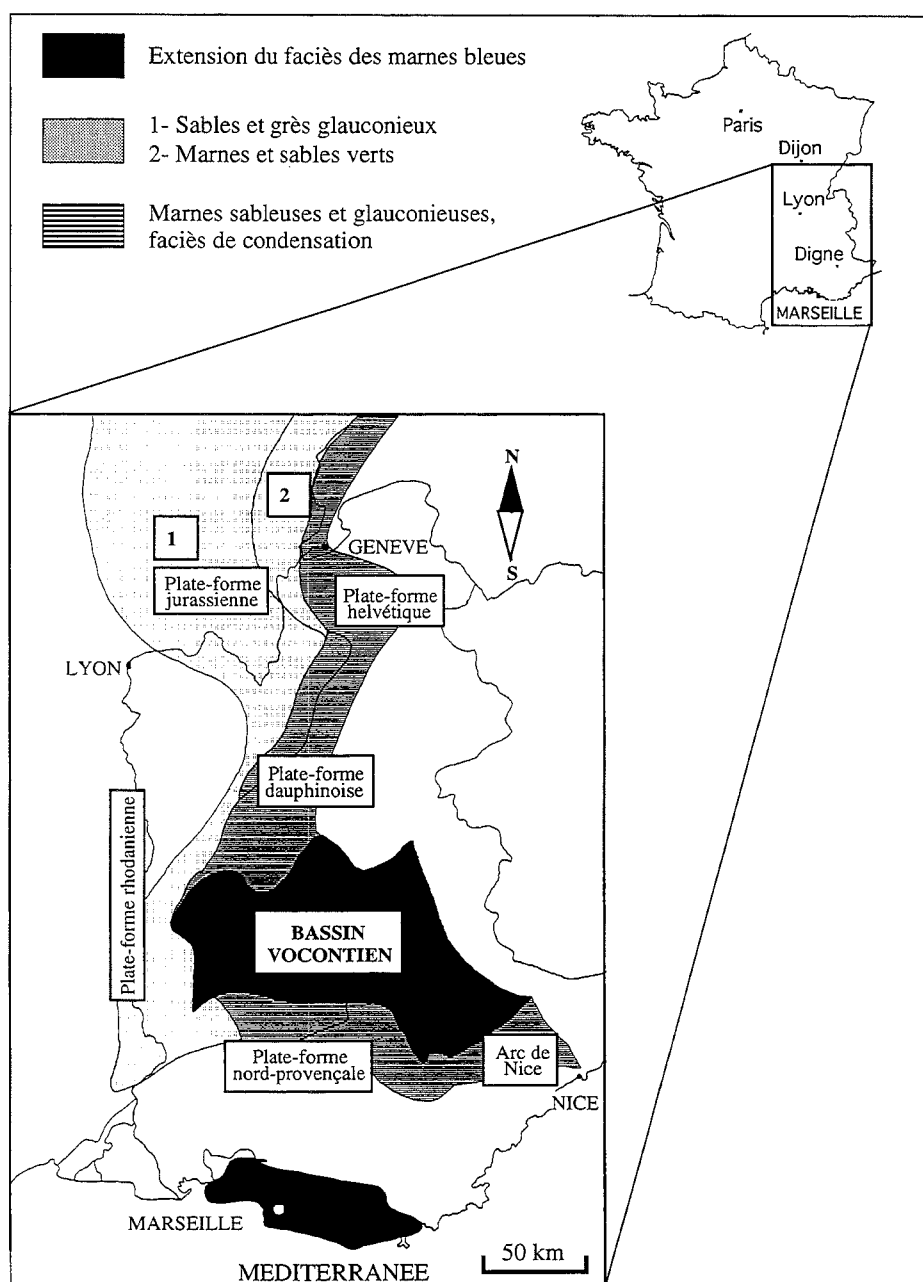 Extension du faciès des marnes bleues
1- Sables et grès glauconieux
2- Marnes et sables verts
Marnes sableuses et glauconieuses,
faciès de condensation
Paris
Dijon
Lyon
Digne
MARSEILLE
N
S
2
1
GENEVE
Plate-forme
jurassienne
Plate-forme
helvétique
LYON
Plate-forme
dauphinoise
Plate-forme rhodanienne
BASSIN
VOCONTIEN
Plate-forme
nord-provençale
Arc de
Nice
NICE
MARSEILLE
MEDITERRANEE
50 km